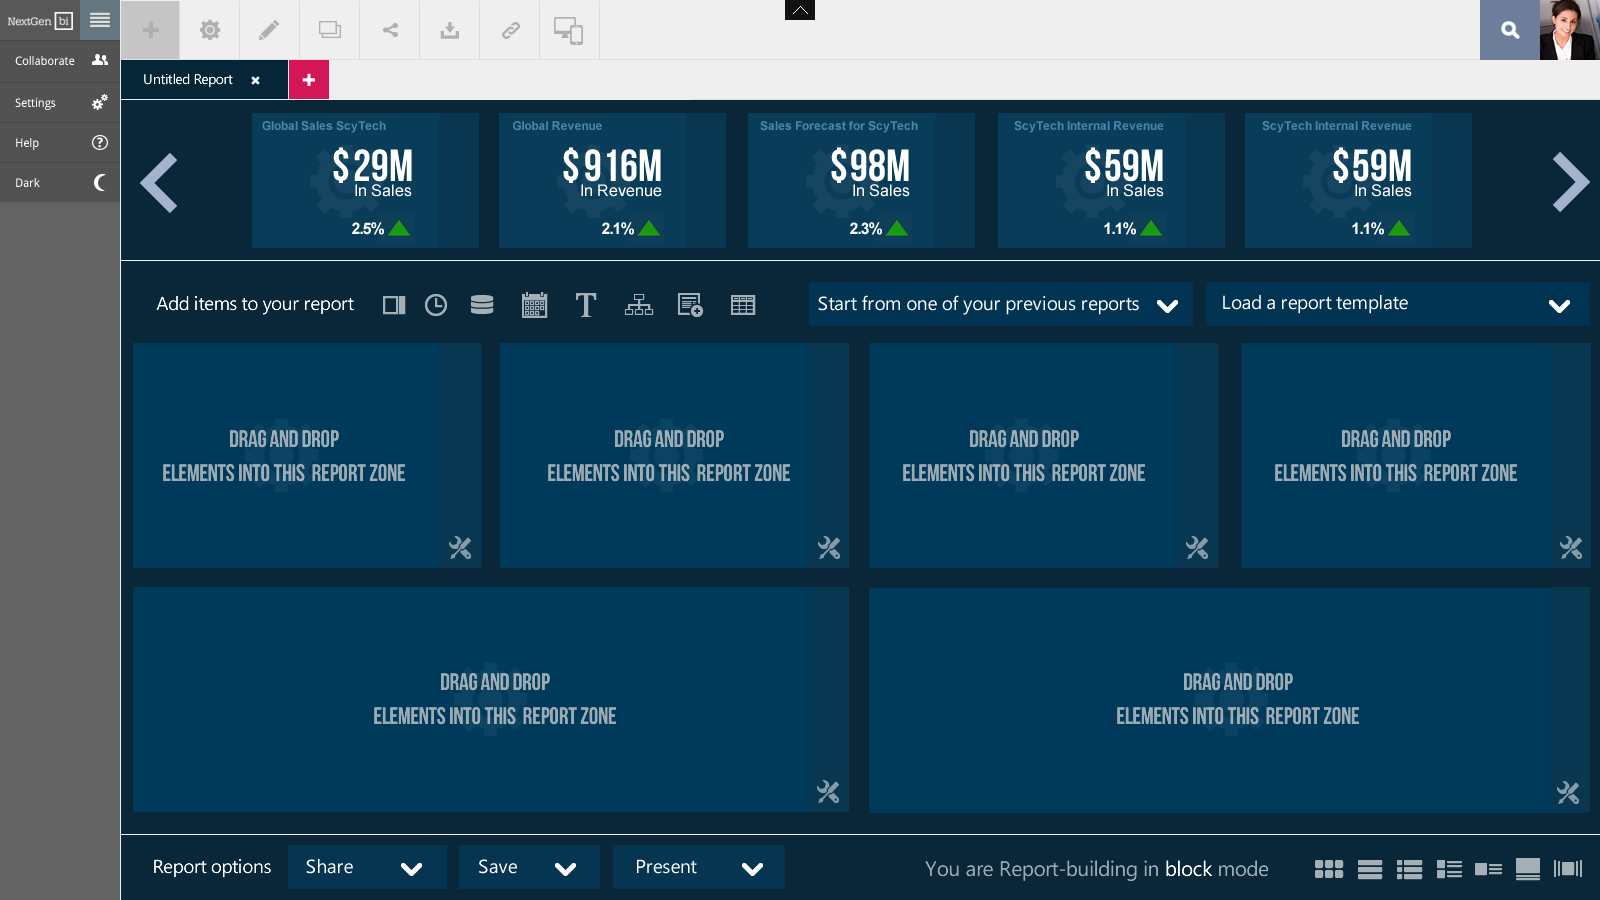 NextGen bi
Collaborate
Settings
Help
Dark
Untitled Report
Global Sales ScyTech
$29M
In Sales
2.5%
Global Revenue
$916M
In Revenue
2.1%
Sales Forecast for ScyTech
$98M
In Sales
2.3%
ScyTech Internal Revenue
$59M
In Sales
1.1%
ScyTech Internal Revenue
$59M
In Sales
1.1%
Add items to your report
T
Start from one of your previous reports
Load a report template
DRAG AND DROP
ELEMENTS INTO THIS REPORT ZONE
DRAG AND DROP
ELEMENTS INTO THIS REPORT ZONE
DRAG AND DROP
ELEMENTS INTO THIS REPORT ZONE
DRAG AND DROP
ELEMENTS INTO THIS REPORT ZONE
DRAG AND DROP
ELEMENTS INTO THIS REPORT ZONE
DRAG AND DROP
ELEMENTS INTO THIS REPORT ZONE
Report options
Share
Save
Present
You are Report-building in block mode